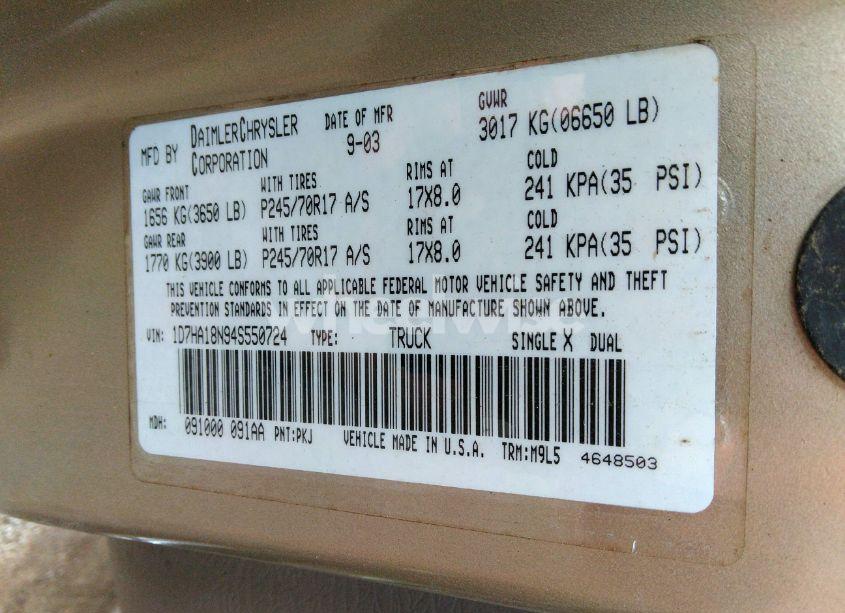 MFD BY DAIMLERCHRYSLER CORPORATION DATE OF MFR 9-03 GVWR 3017 KG(06650 LB)
GAWR FRONT WITH TIRES RIMS AT COLD
1656 KG(3650 LB) P245/70R17 A/S 17X8.0 241 KPA(35 PSI)
GAWR REAR WITH TIRES RIMS AT COLD
1770 KG(3900 LB) P245/70R17 A/S 17X8.0 241 KPA(35 PSI)
THIS VEHICLE CONFORMS TO ALL APPLICABLE FEDERAL MOTOR VEHICLE SAFETY AND THEFT
PREVENTION STANDARDS IN EFFECT ON THE DATE OF MANUFACTURE SHOWN ABOVE.
wheelwise
VIN: 1D7HA18N94S550724 TYPE: TRUCK SINGLE X DUAL
MDH: 091000 091AA PNT:PKJ VEHICLE MADE IN U.S.A. TRM:M9L5 4648503